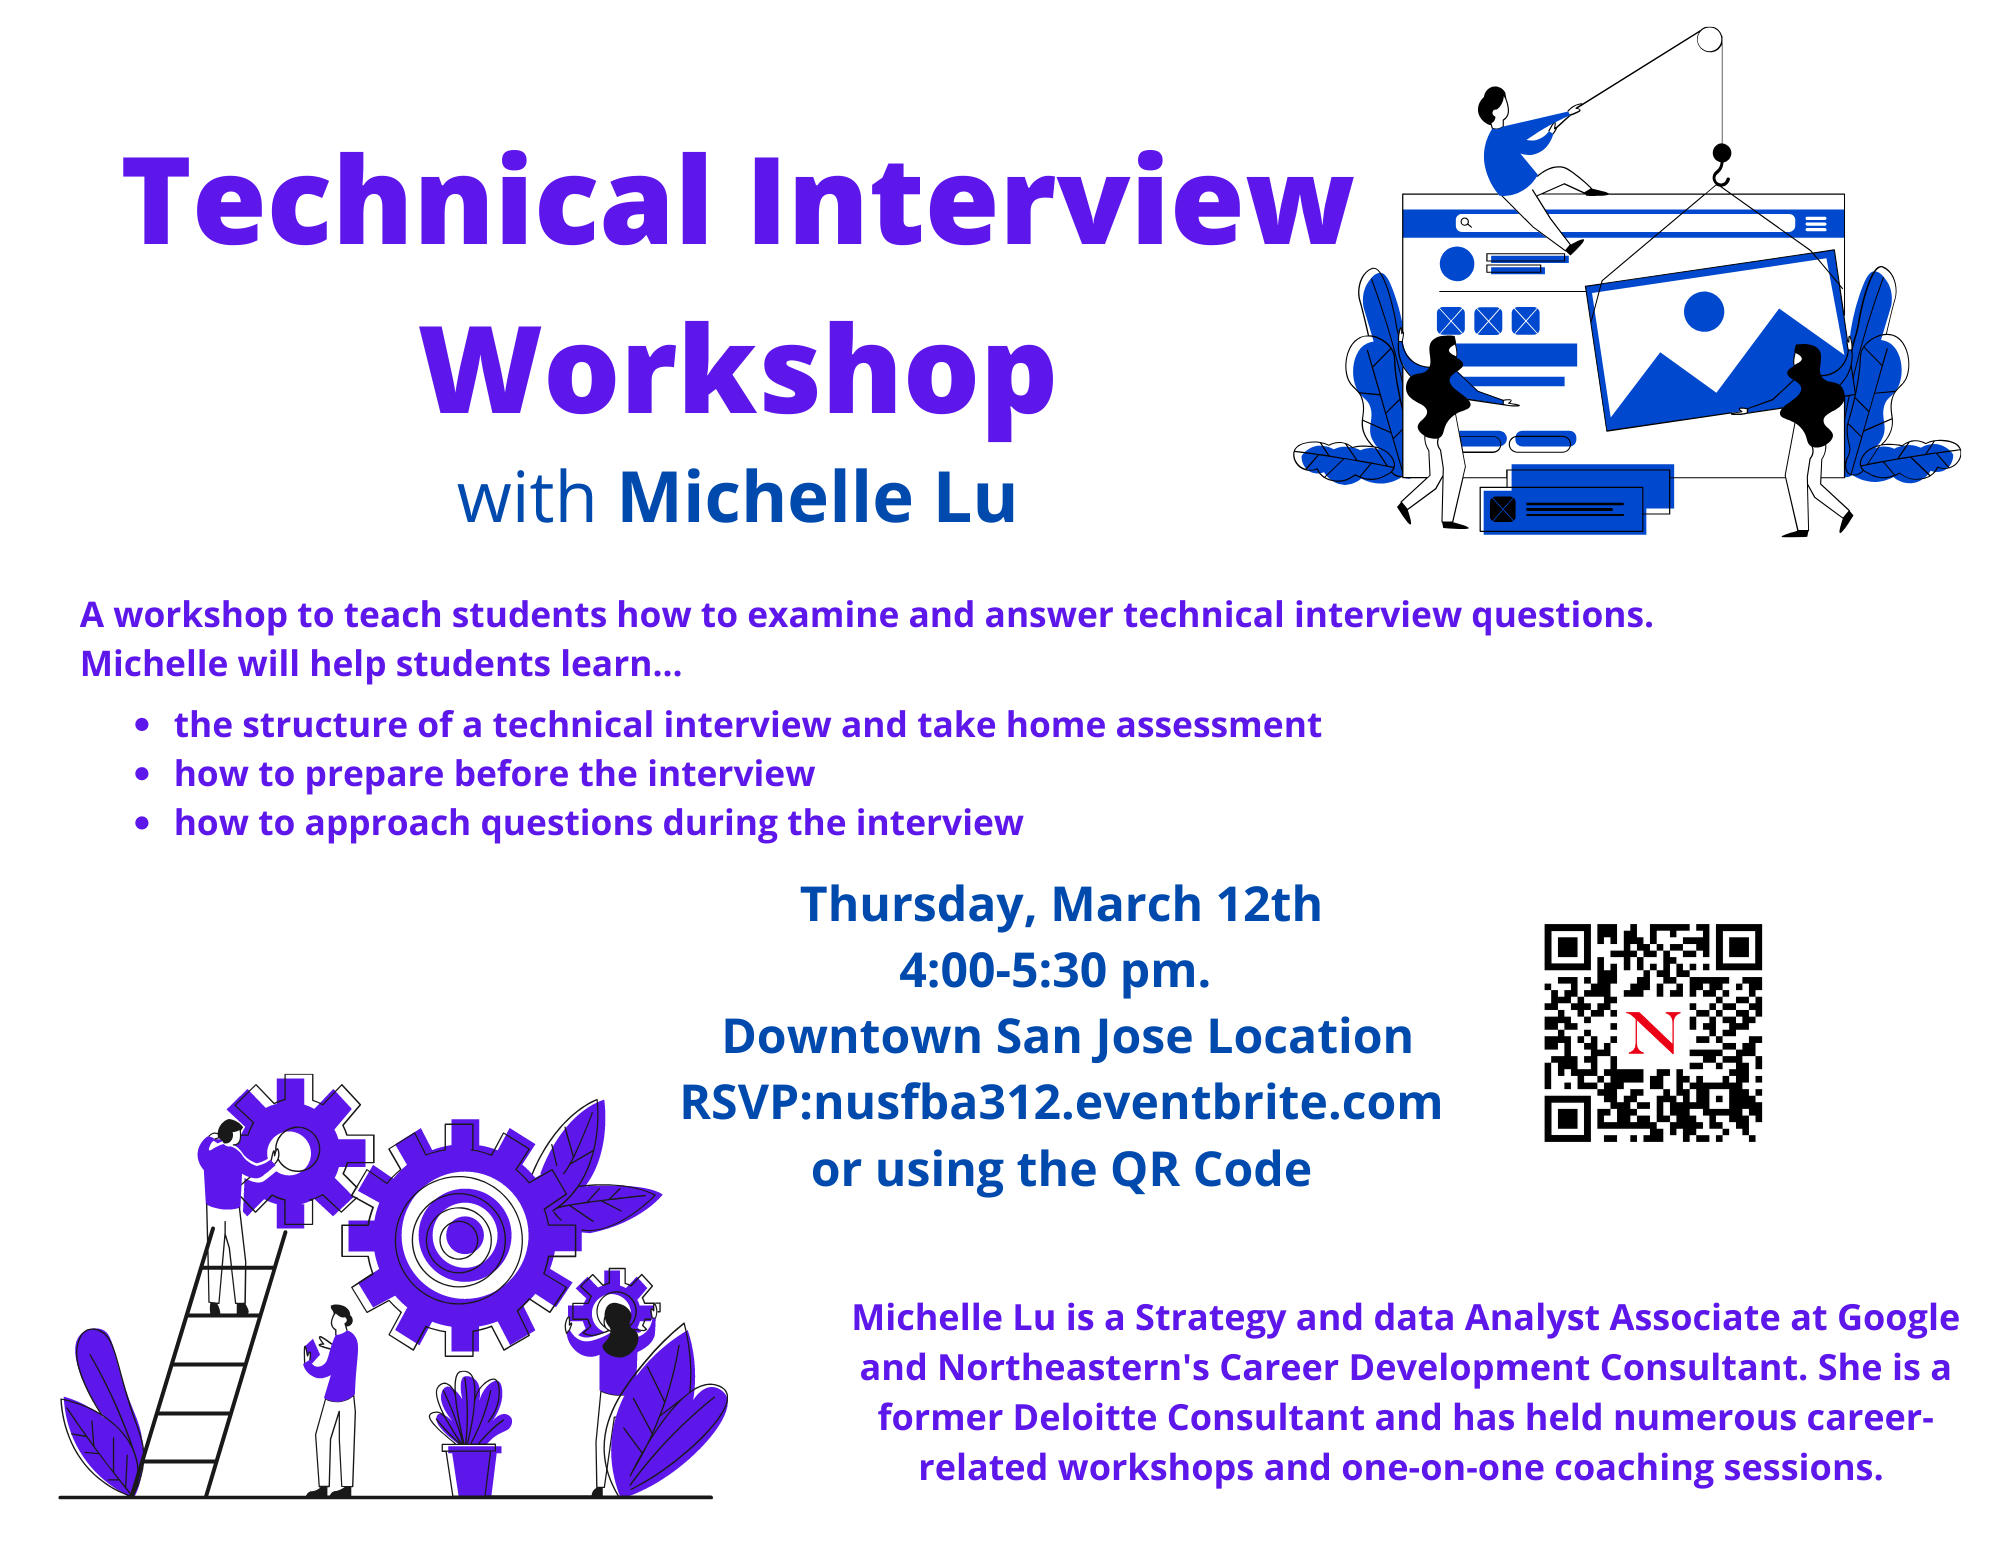 Technical Interview
Workshop
with Michelle Lu
A workshop to teach students how to examine and answer technical interview questions.
Michelle will help students learn...
• the structure of a technical interview and take home assessment
• how to prepare before the interview
• how to approach questions during the interview
Thursday, March 12th
4:00-5:30 pm.
Downtown San Jose Location
RSVP:nusfba312.eventbrite.com
or using the QR Code
N
Michelle Lu is a Strategy and data Analyst Associate at Google
and Northeastern's Career Development Consultant. She is a
former Deloitte Consultant and has held numerous career-
related workshops and one-on-one coaching sessions.